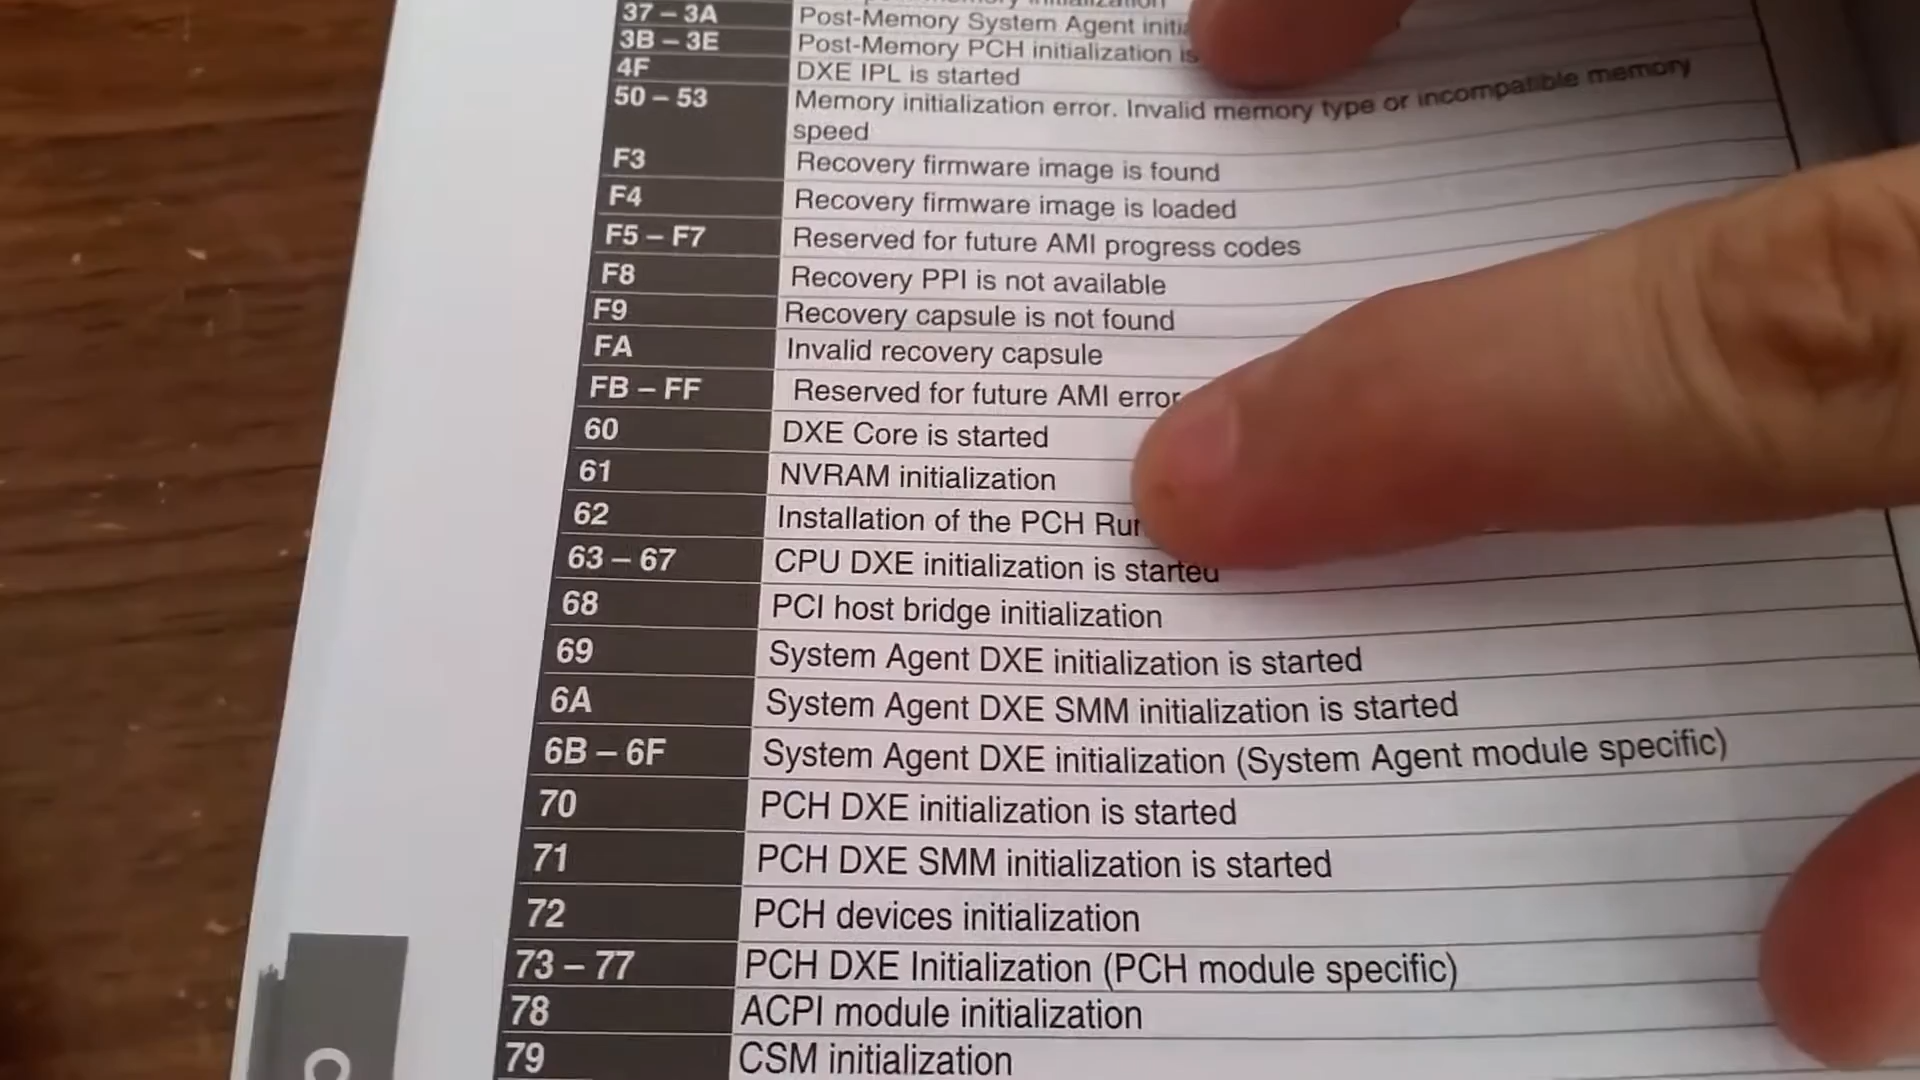 37 – 3A Post-Memory System Agent
3B – 3E Post-Memory PCH initialization is
4F DXE IPL is started
50 – 53 Memory initialization error. Invalid memory type or incompatible memory
speed
F3 Recovery firmware image is found
F4 Recovery firmware image is loaded
F5 – F7 Reserved for future AMI progress codes
F8 Recovery PPI is not available
F9 Recovery capsule is not found
FA Invalid recovery capsule
FB – FF Reserved for future AMI error
60 DXE Core is started
61 NVRAM initialization
62 Installation of the PCH
63 – 67 CPU DXE initialization is started
68 PCI host bridge initialization
69 System Agent DXE initialization is started
6A System Agent DXE SMM initialization is started
6B – 6F System Agent DXE initialization (System Agent module specific)
70 PCH DXE initialization is started
71 PCH DXE SMM initialization is started
72 PCH devices initialization
73 – 77 PCH DXE Initialization (PCH module specific)
78 ACPI module initialization
79 CSM initialization